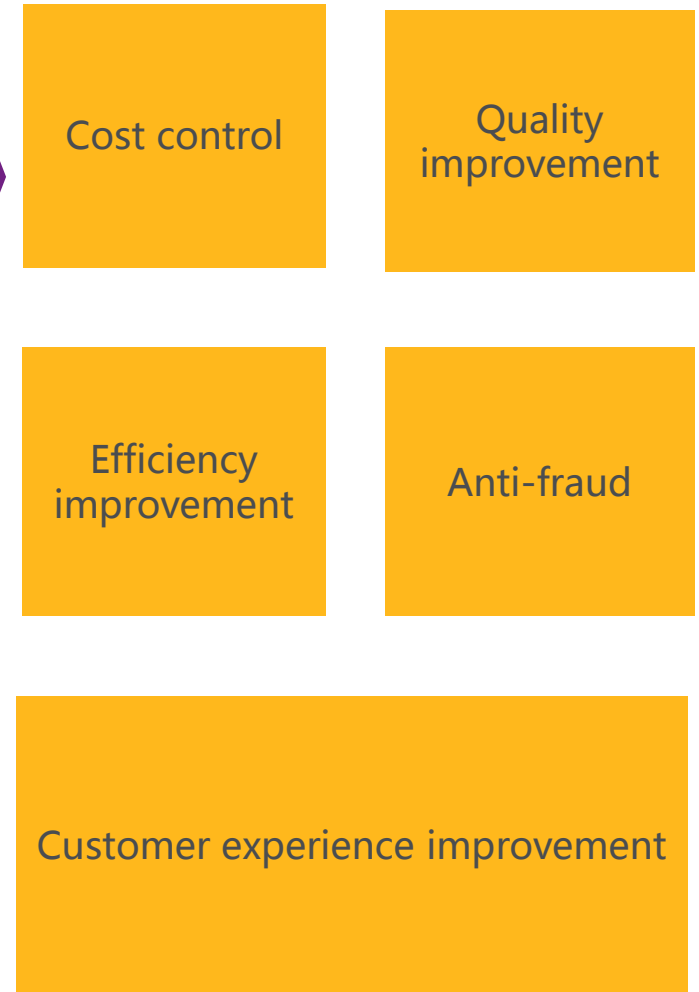 Cost control
Quality
improvement
Efficiency
improvement
Anti-fraud
Customer experience improvement